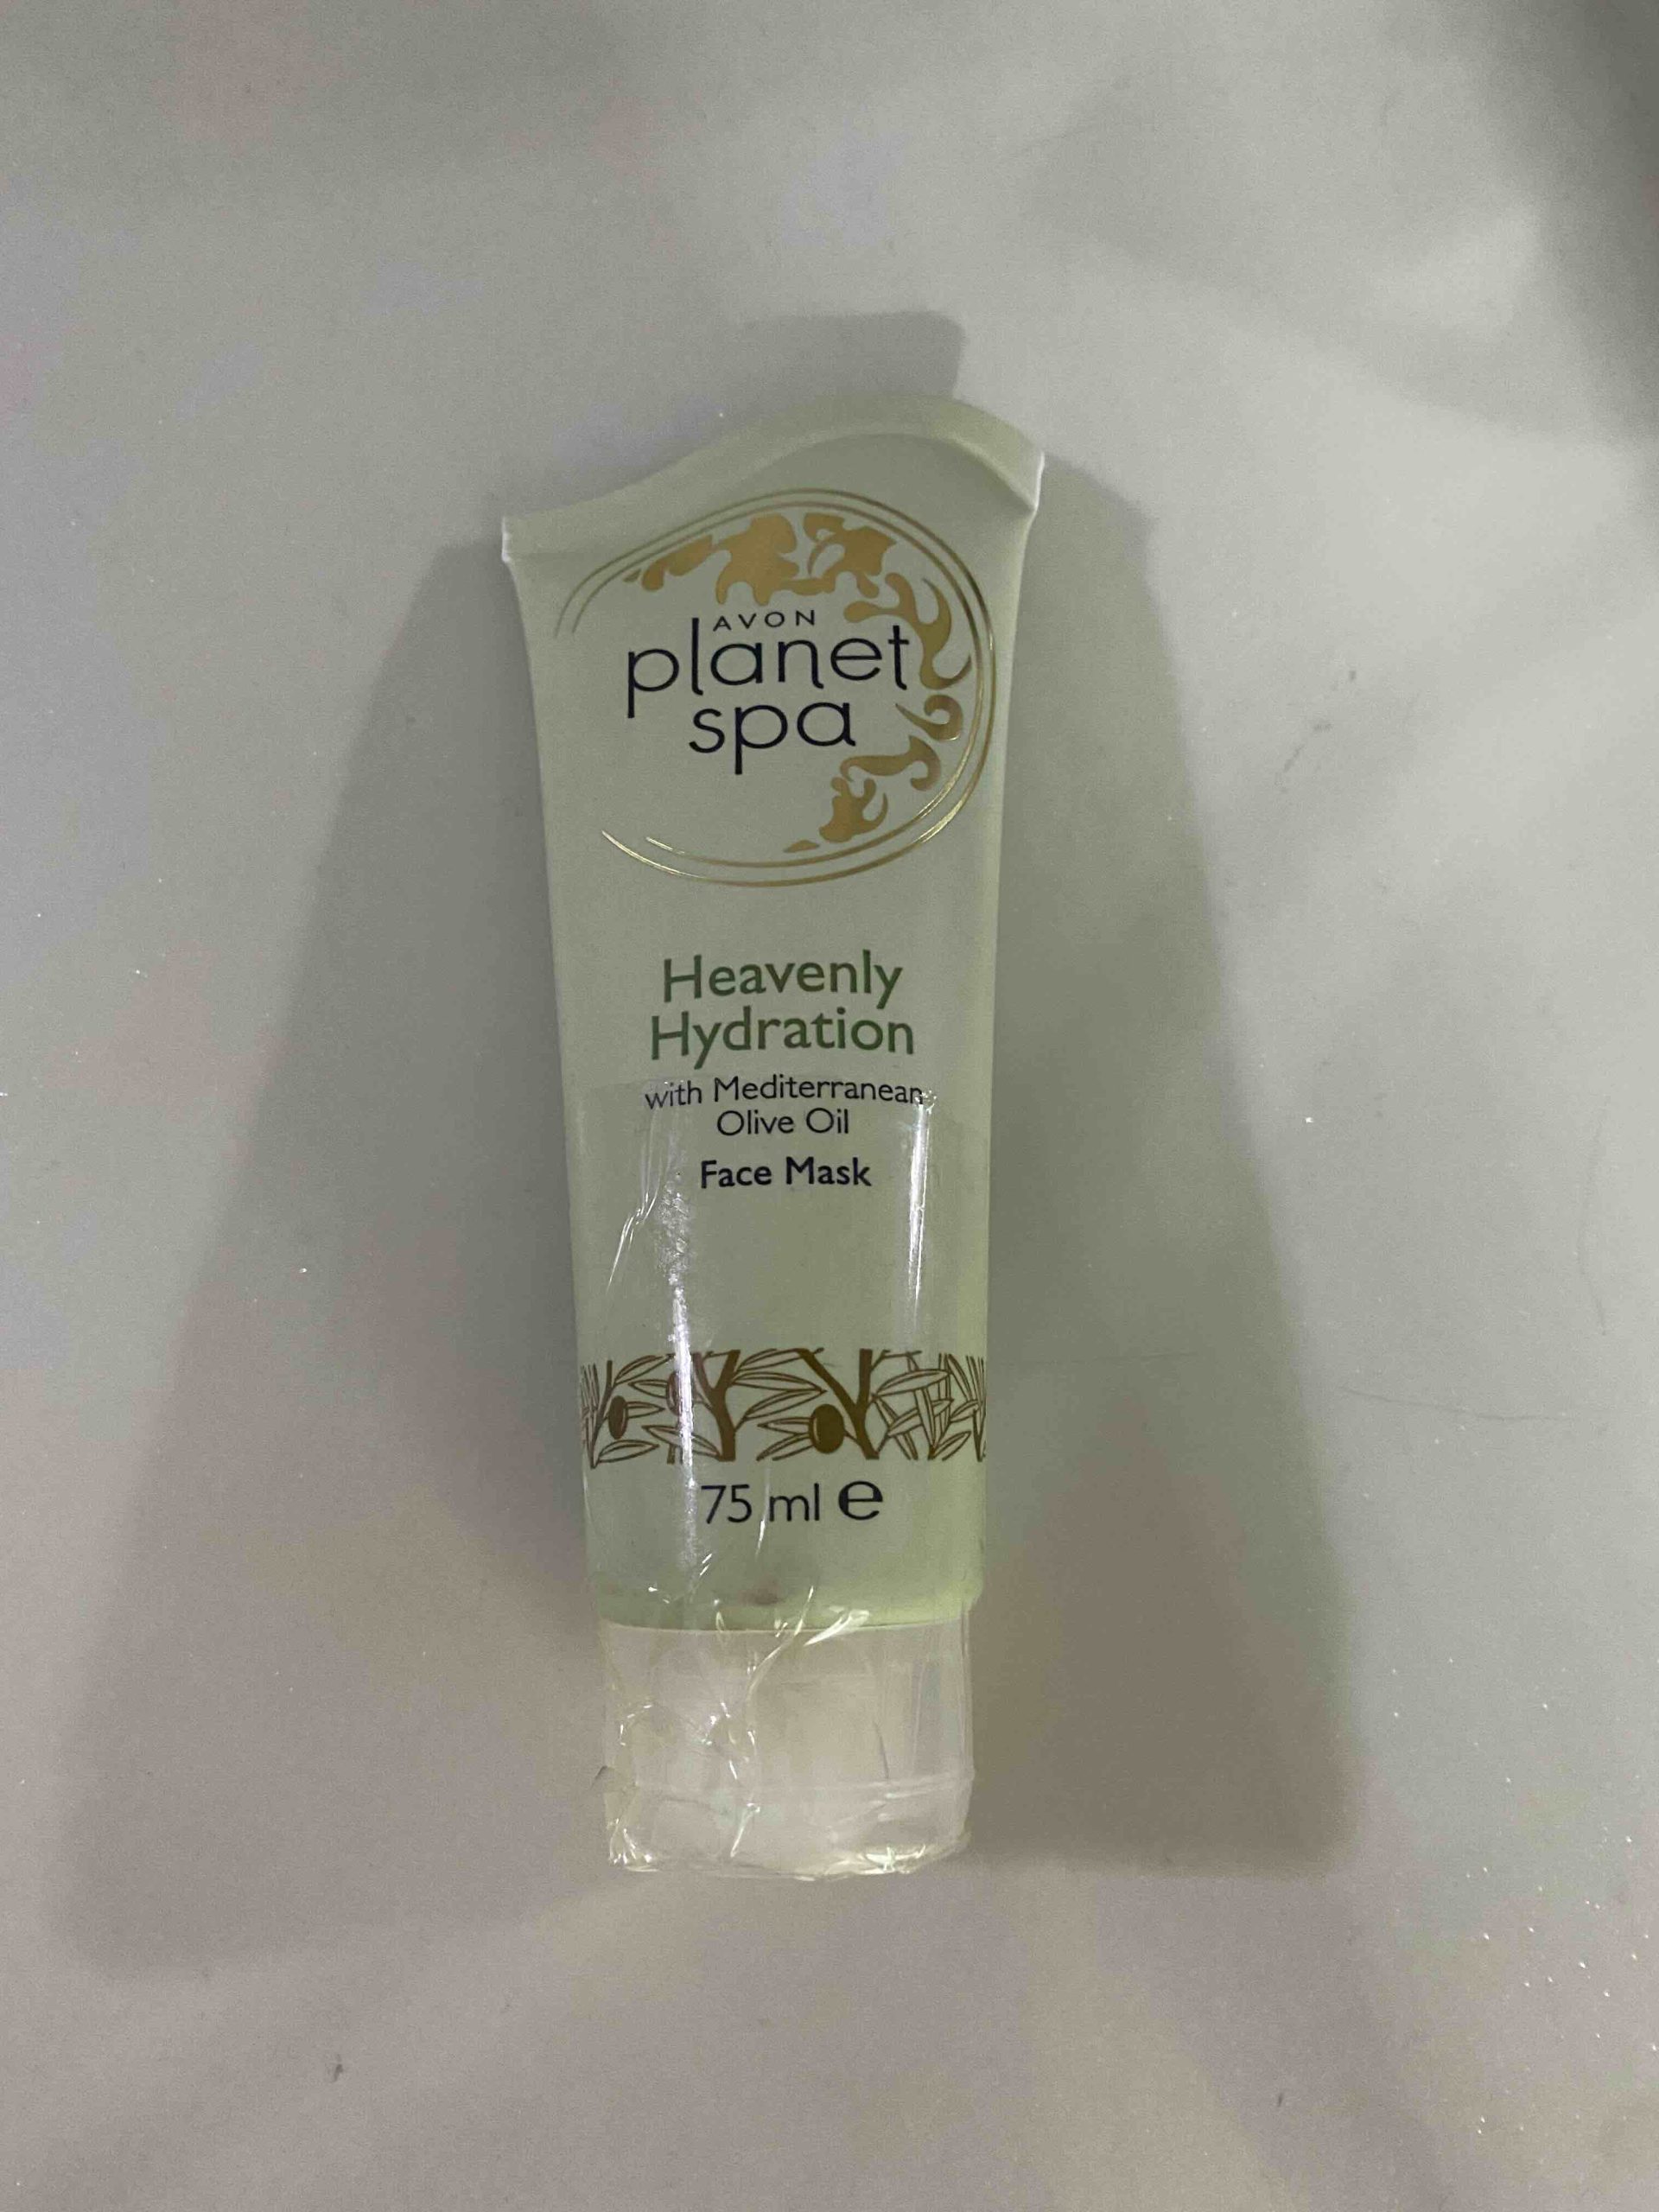 AVON
planet
spa
Heavenly
Hydration
with Mediterranean
Olive Oil
Face Mask
75 ml e